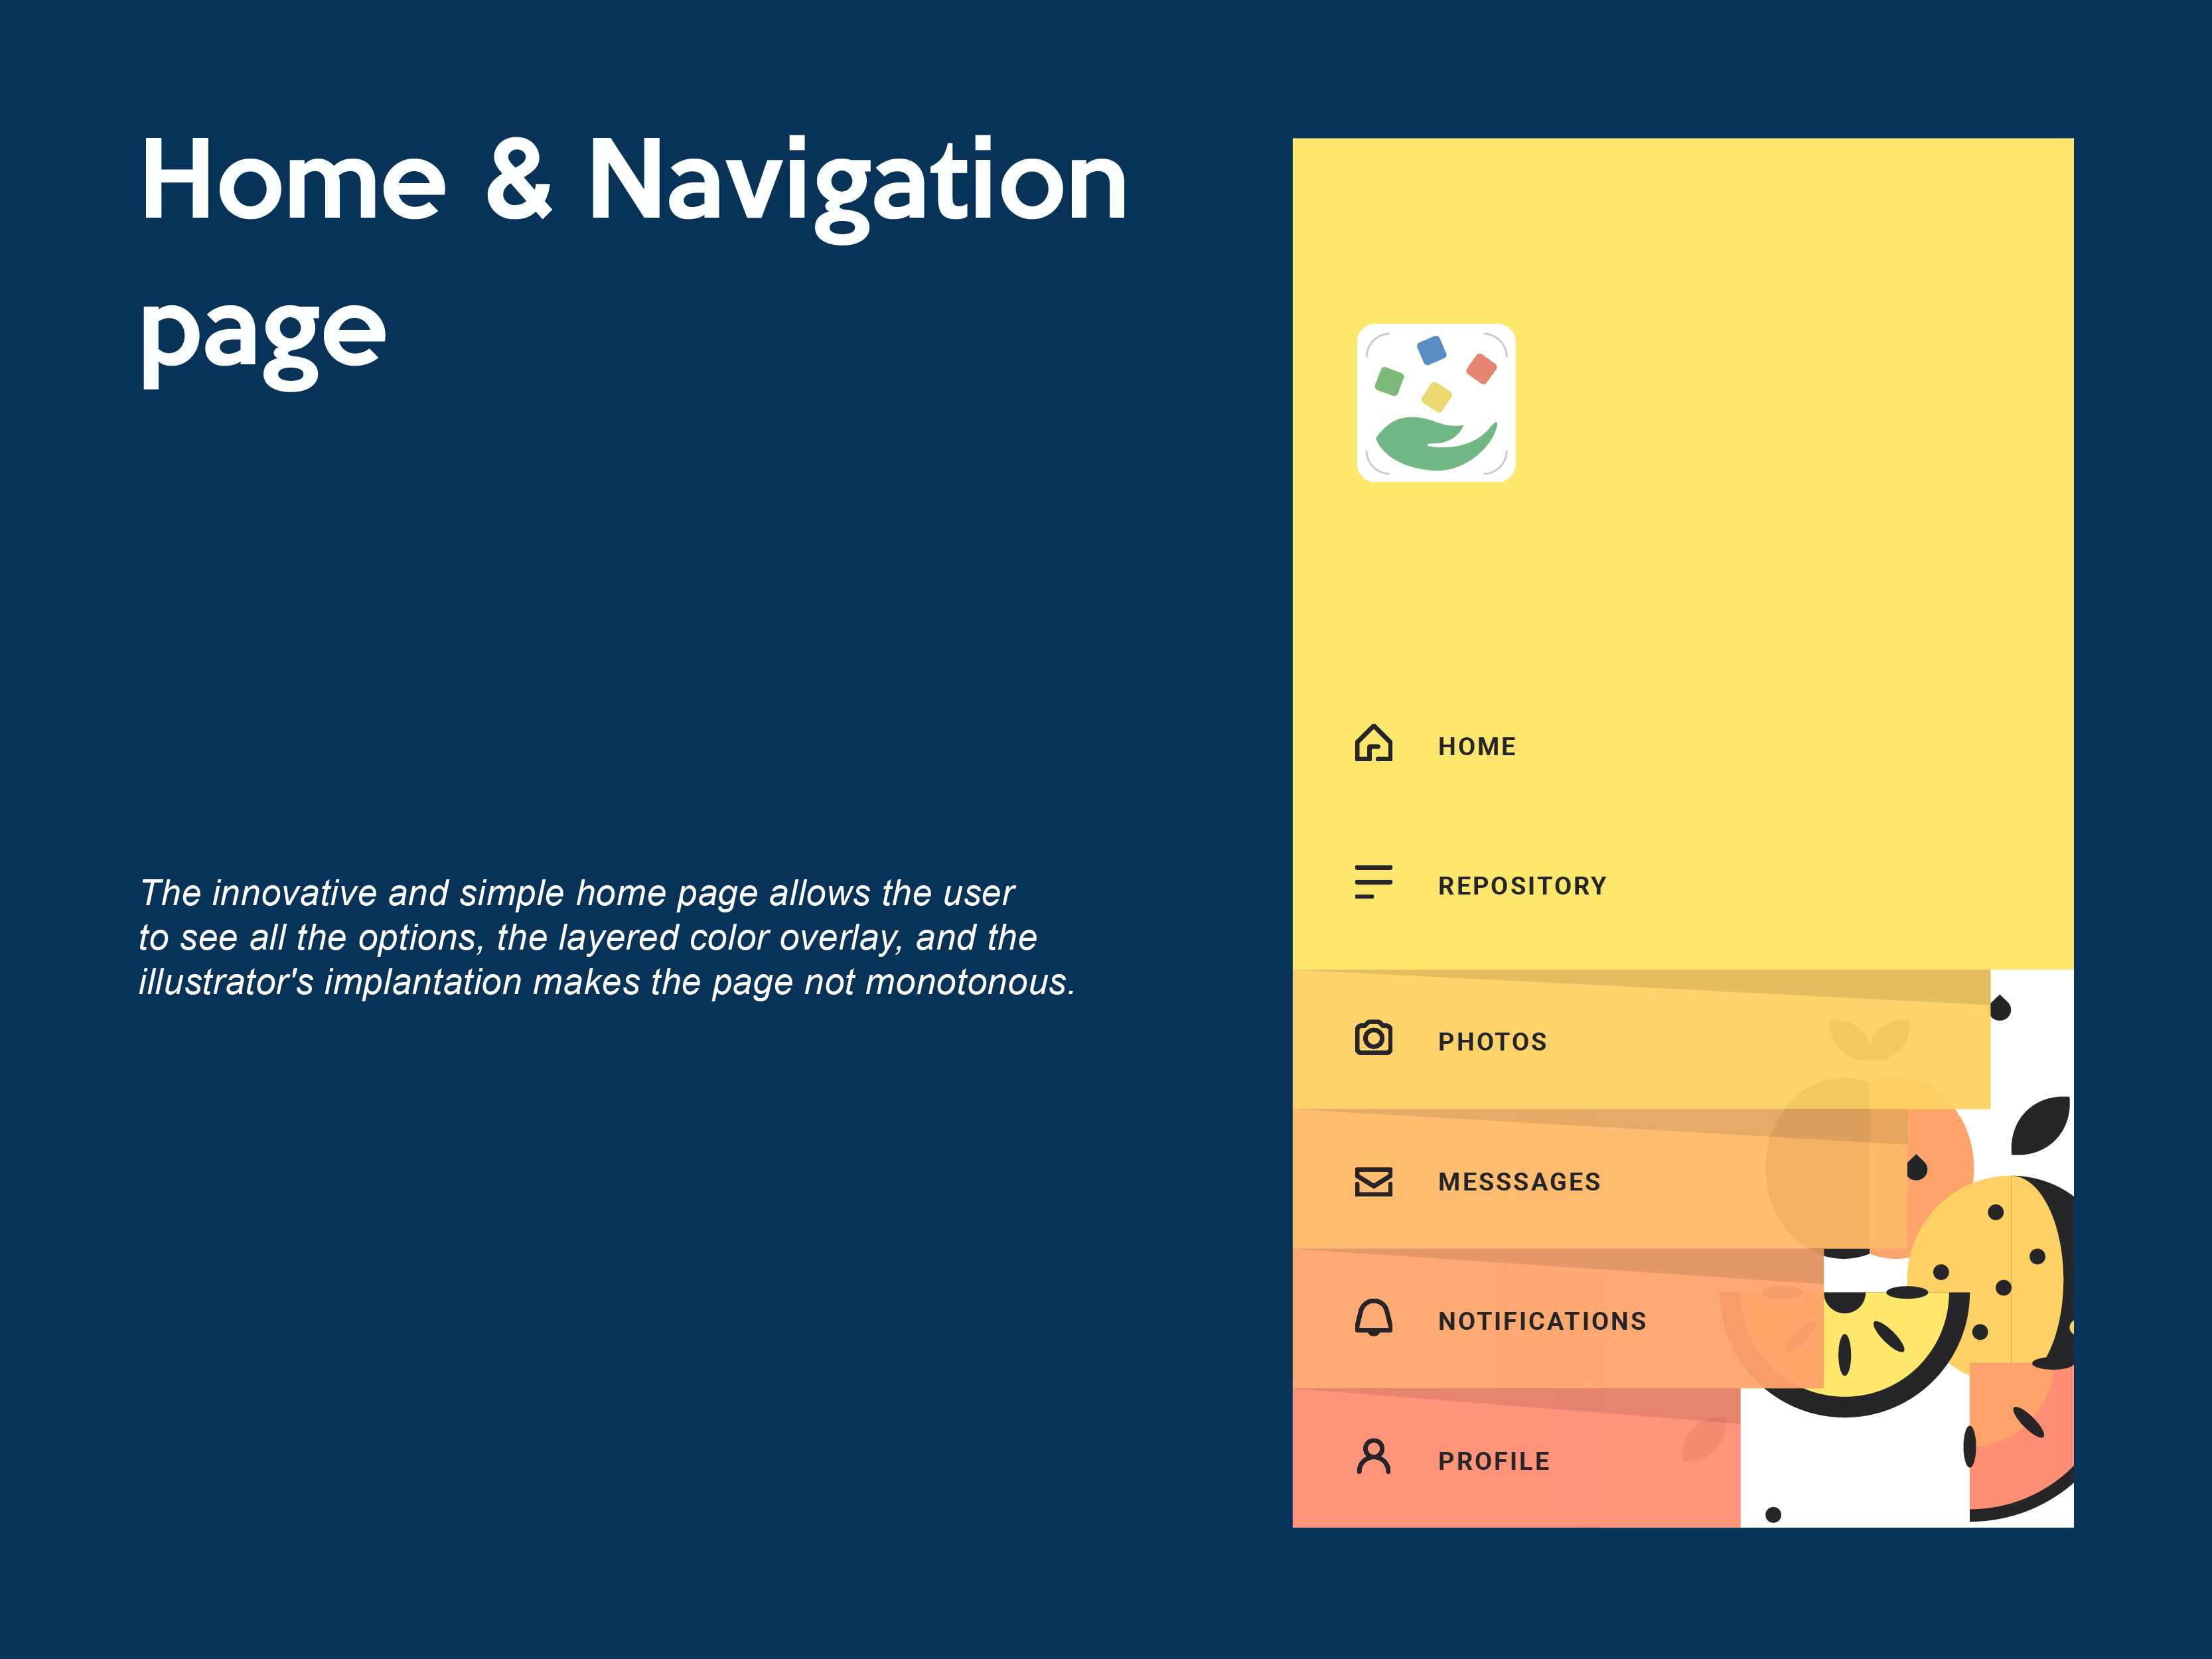 Home & Navigation
page
The innovative and simple home page allows the user
to see all the options, the layered color overlay, and the
illustrator's implantation makes the page not monotonous.
HOME
REPOSITORY
PHOTOS
MESSSAGES
NOTIFICATIONS
PROFILE